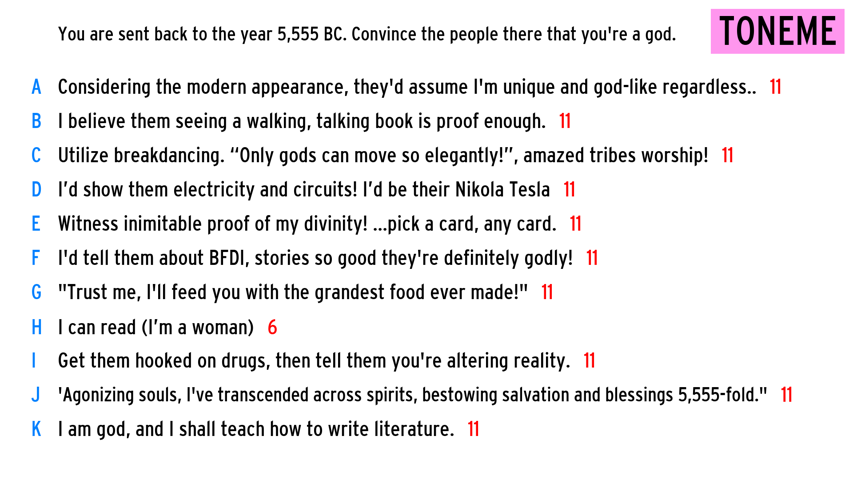 You are sent back to the year 5,555 BC. Convince the people there that you're a god. TONEME
A Considering the modern appearance, they'd assume I'm unique and god-like regardless.. 11
B I believe them seeing a walking, talking book is proof enough. 11
C Utilize breakdancing. “Only gods can move so elegantly!”, amazed tribes worship! 11
D I’d show them electricity and circuits! I’d be their Nikola Tesla 11
E Witness inimitable proof of my divinity! ...pick a card, any card. 11
F I'd tell them about BFDI, stories so good they're definitely godly! 11
G "Trust me, I'll feed you with the grandest food ever made!" 11
H I can read (I’m a woman) 6
I Get them hooked on drugs, then tell them you're altering reality. 11
J 'Agonizing souls, I've transcended across spirits, bestowing salvation and blessings 5,555-fold." 11
K I am god, and I shall teach how to write literature. 11